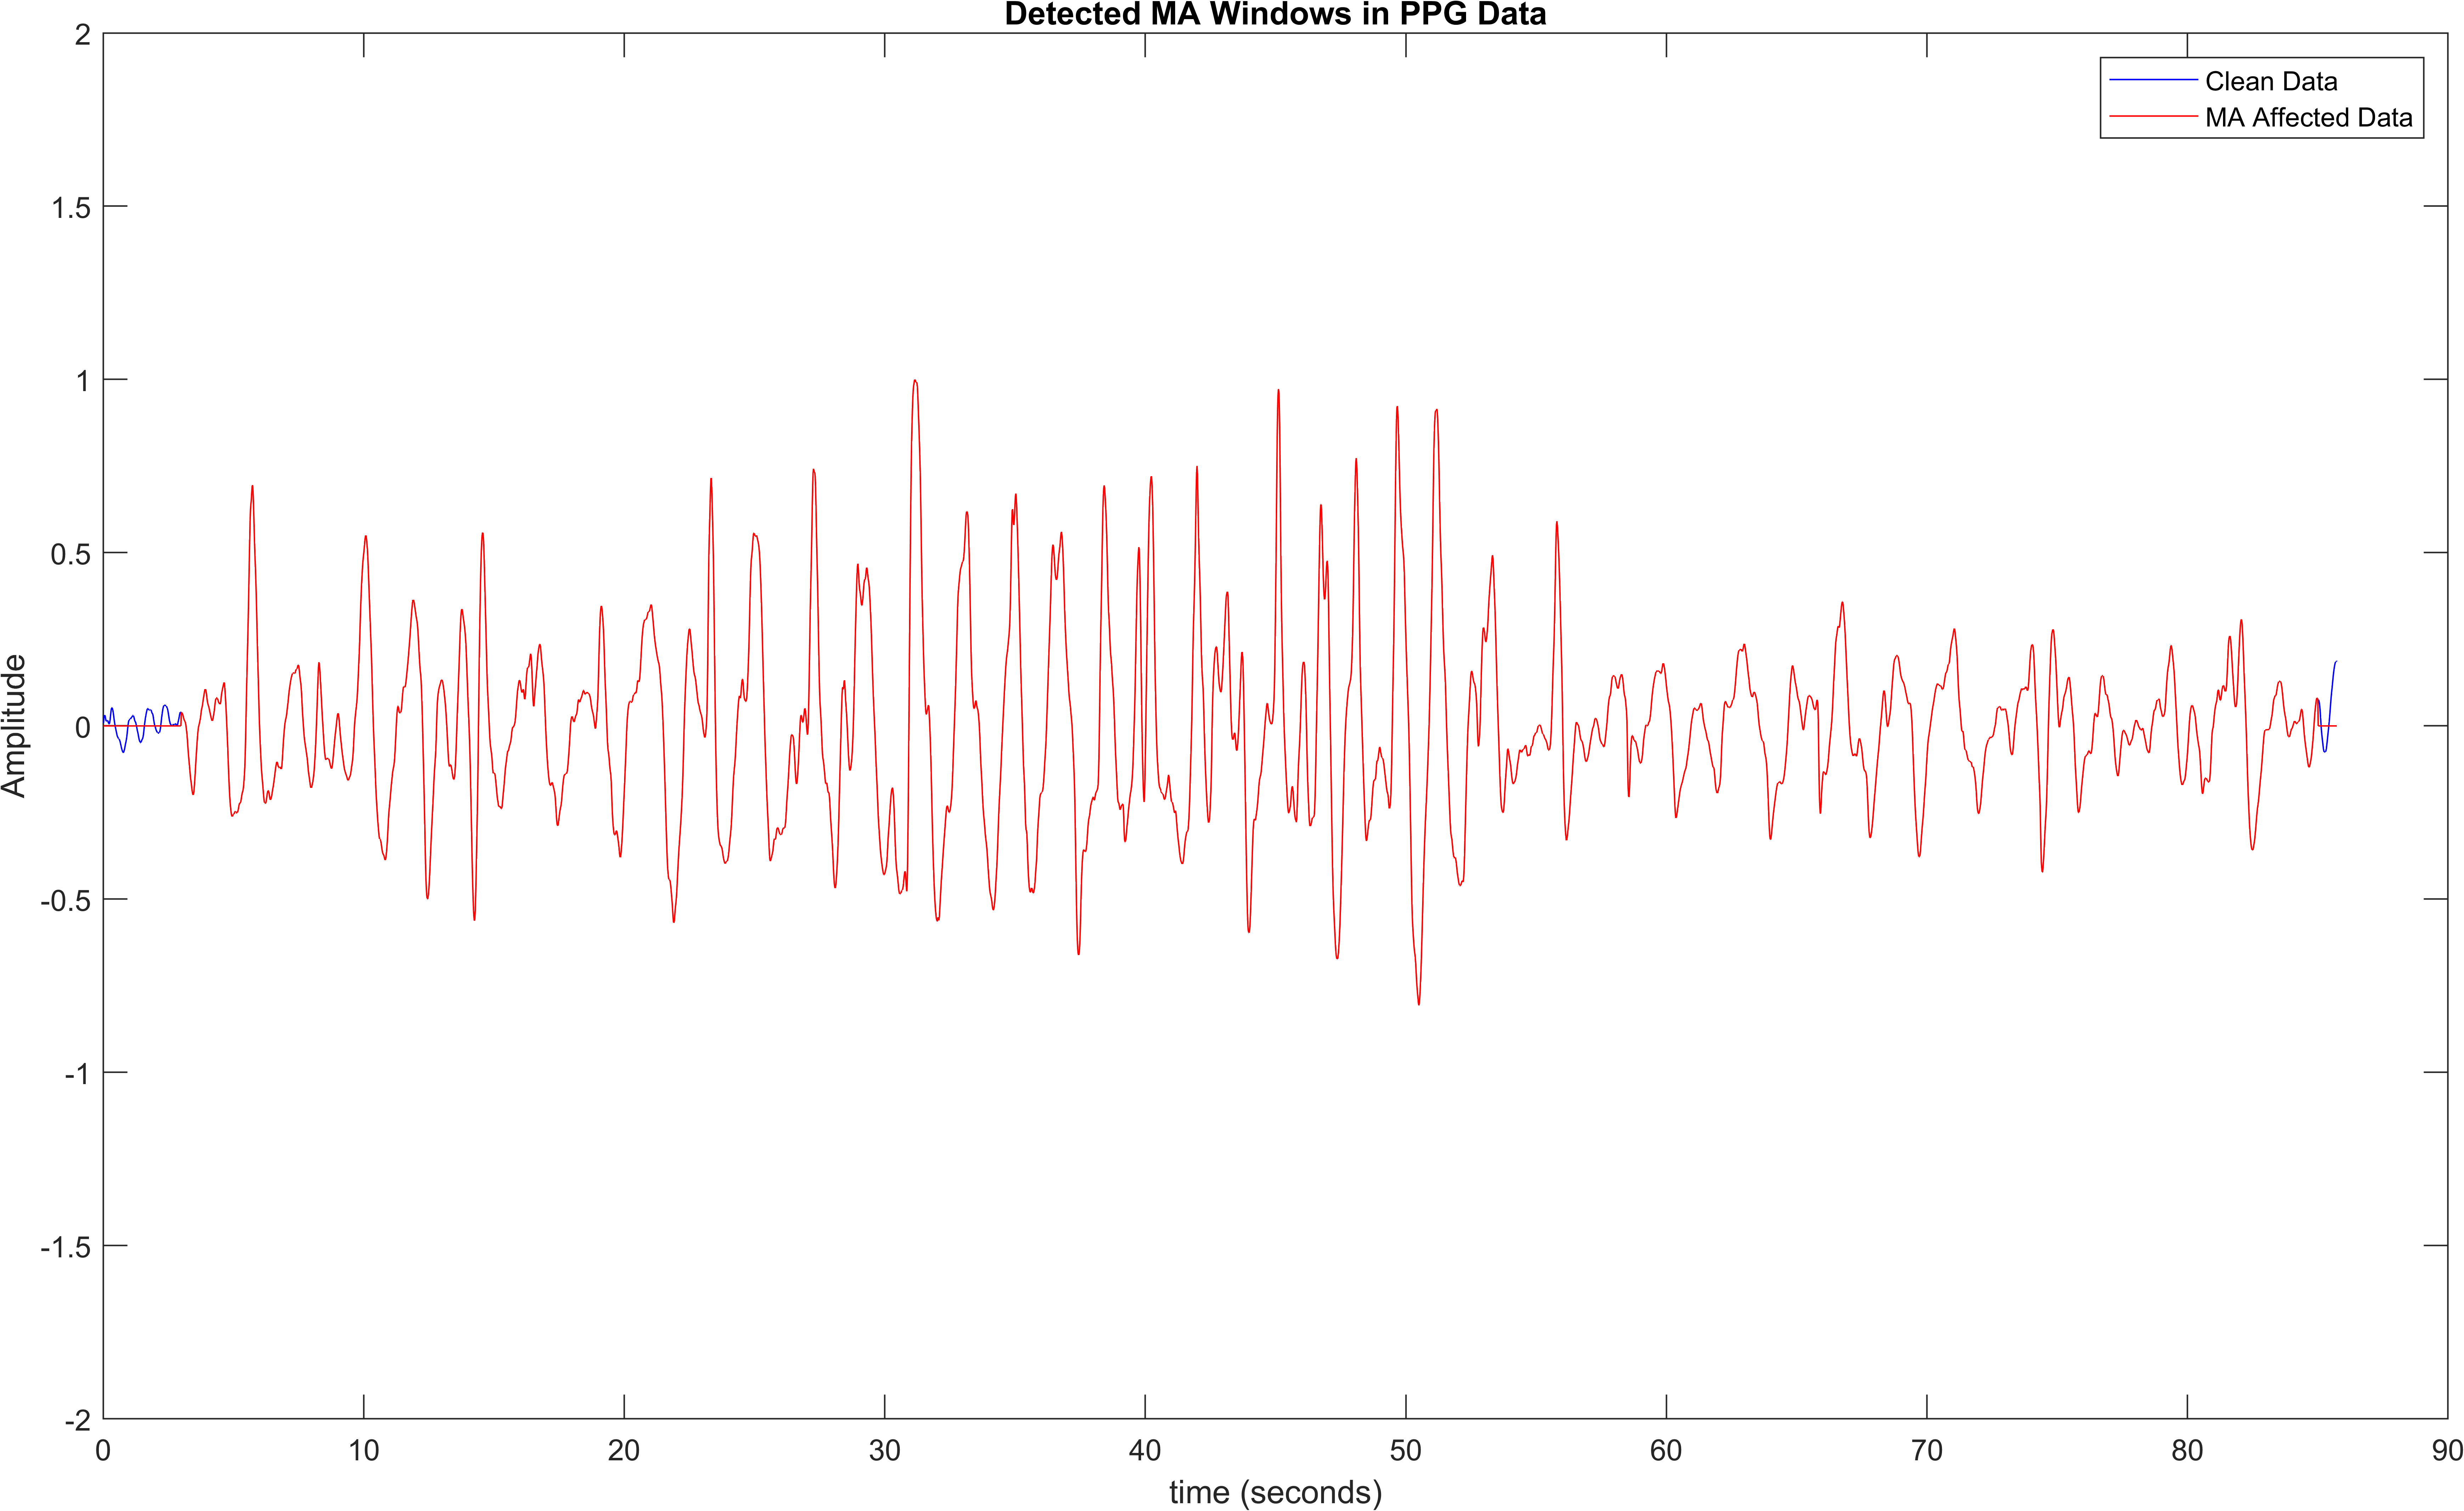 Detected MA Windows in PPG Data
Clean Data
MA Affected Data
2
1.5
1
0.5
0
-0.5
-1
-1.5
-2
Amplitude
0 10 20 30 40 50 60 70 80 90
time (seconds)